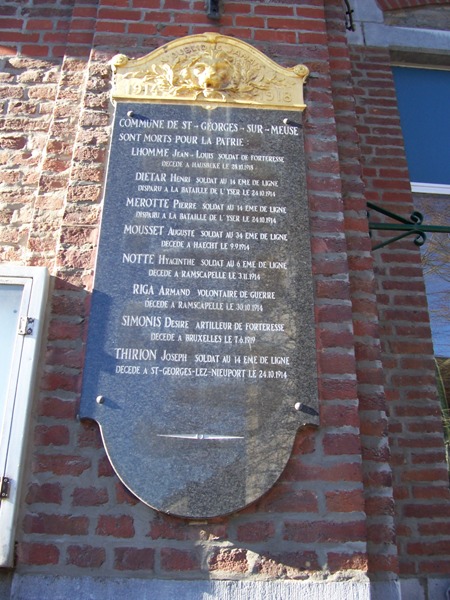 1914 1918
COMMUNE DE ST-GEORGES-SUR-MEUSE
SONT MORTS POUR LA PATRIE
LHOMME JEAN-LOUIS SOLDAT DE FORTERESSE
DECEDE A HAUBECKE LE 28.10.1918
DIETAR HENRI SOLDAT AU 14 EME DE LIGNE
DISPARU A LA BATAILLE DE L'YSER LE 24.10.1914
MEROTTE PIERRE SOLDAT AU 14 EME DE LIGNE
DISPARU A LA BATAILLE DE L'YSER LE 24.10.1914
MOUSSET AUGUSTE SOLDAT AU 34 EME DE LIGNE
DECEDE A HAECHT LE 9.9.1914
NOTTE HYACINTHE SOLDAT AU 6 EME DE LIGNE
DECEDE A RAMSCAPELLE LE 3.11.1914
RIGA ARMAND VOLONTAIRE DE GUERRE
DECEDE A RAMSCAPELLE LE 30.10.1914
SIMONIS DESIRE ARTILLEUR DE FORTERESSE
DECEDE A BRUXELLES LE 7.6.1919
THIRION JOSEPH SOLDAT AU 14 EME DE LIGNE
DECEDE A ST-GEORGES-LEZ-NIEUPORT LE 24.10.1914